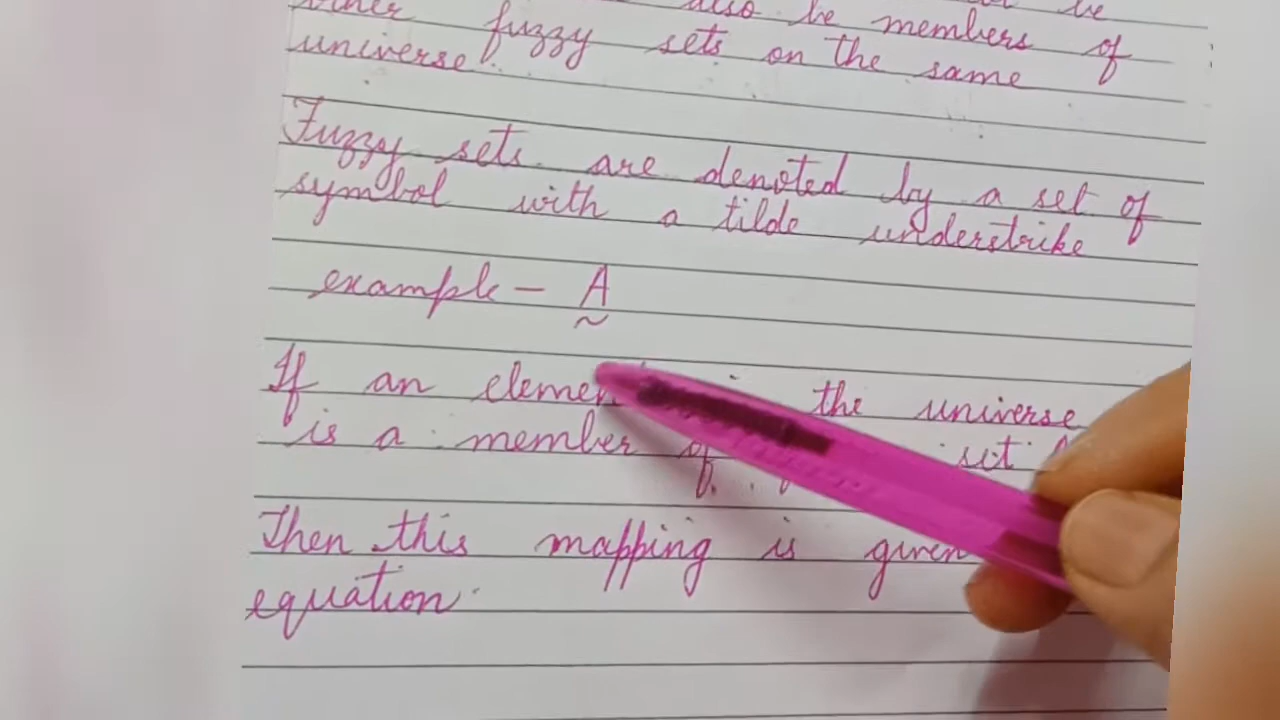 also be members of
fuzzy sets on the same
universe.
Fuzzy sets are denoted by a set of
symbol with a tilde understrike
example - A
~
If an the universe
is a member of set
Then this mapping is given
equation.